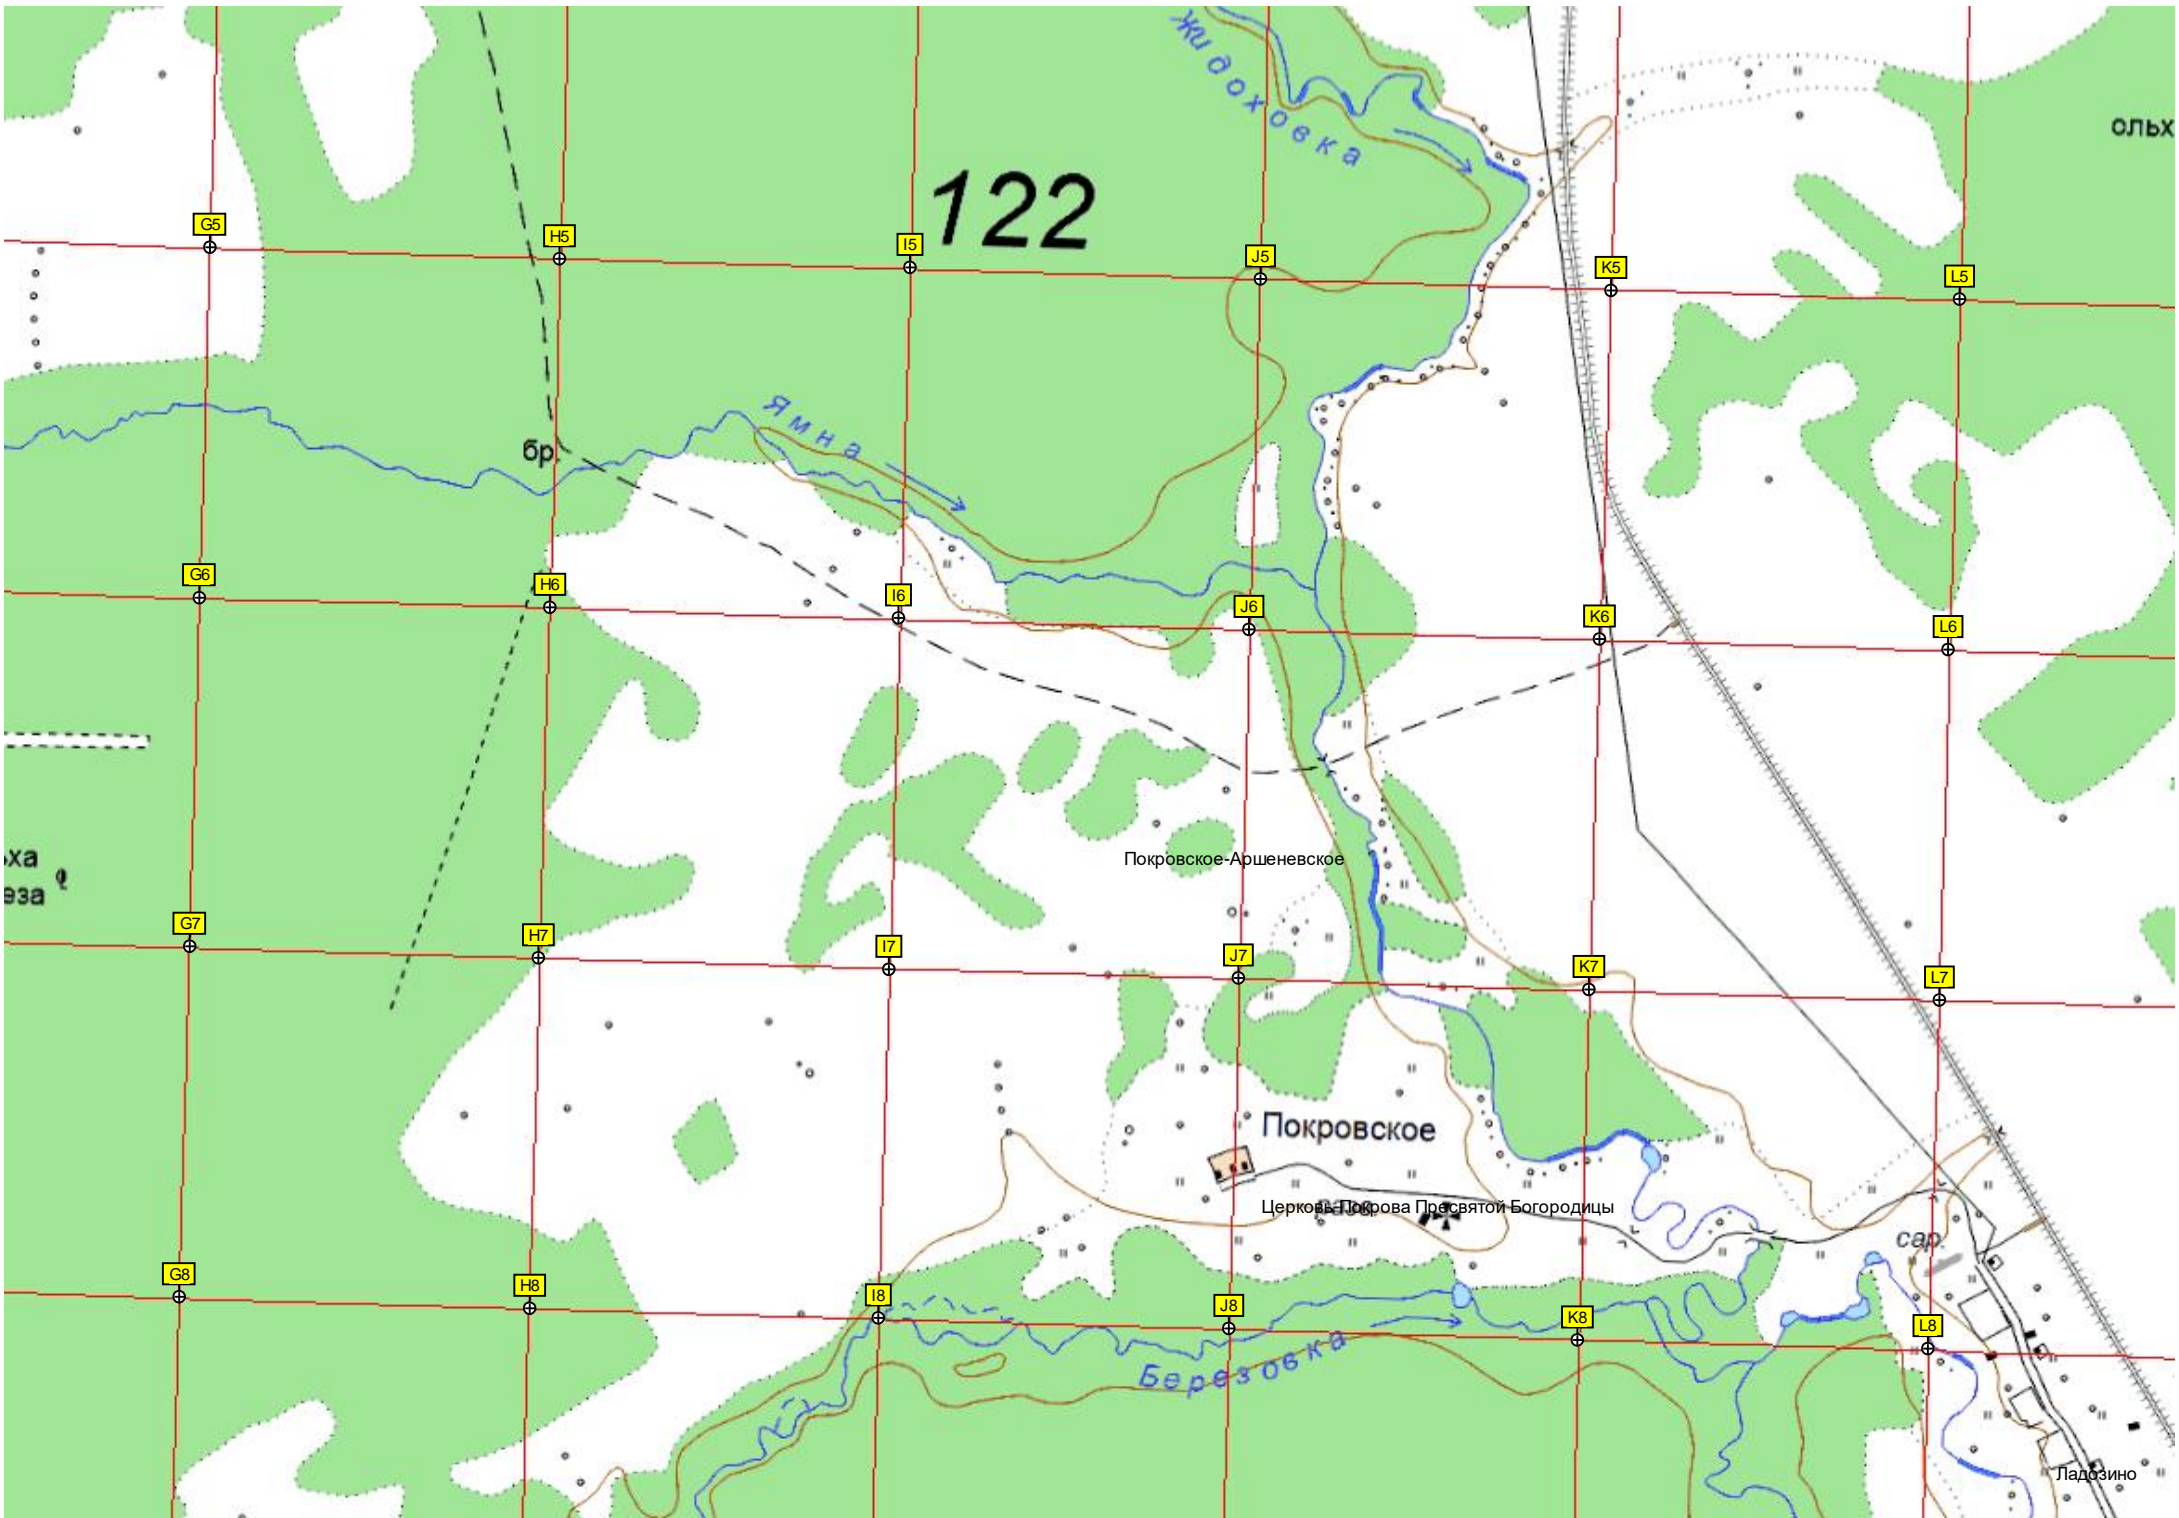 Жидоховка
ольх
122
G5
H5
I5
J5
K5
L5
Ямна
бр.
G6
H6
I6
J6
K6
L6
Покровское-Аршеневское
ьха
еза
G7
H7
I7
J7
K7
L7
Покровское
Церковь Покрова Пресвятой Богородицы
сар.
G8
H8
I8
J8
K8
L8
Березовка
Ладозино